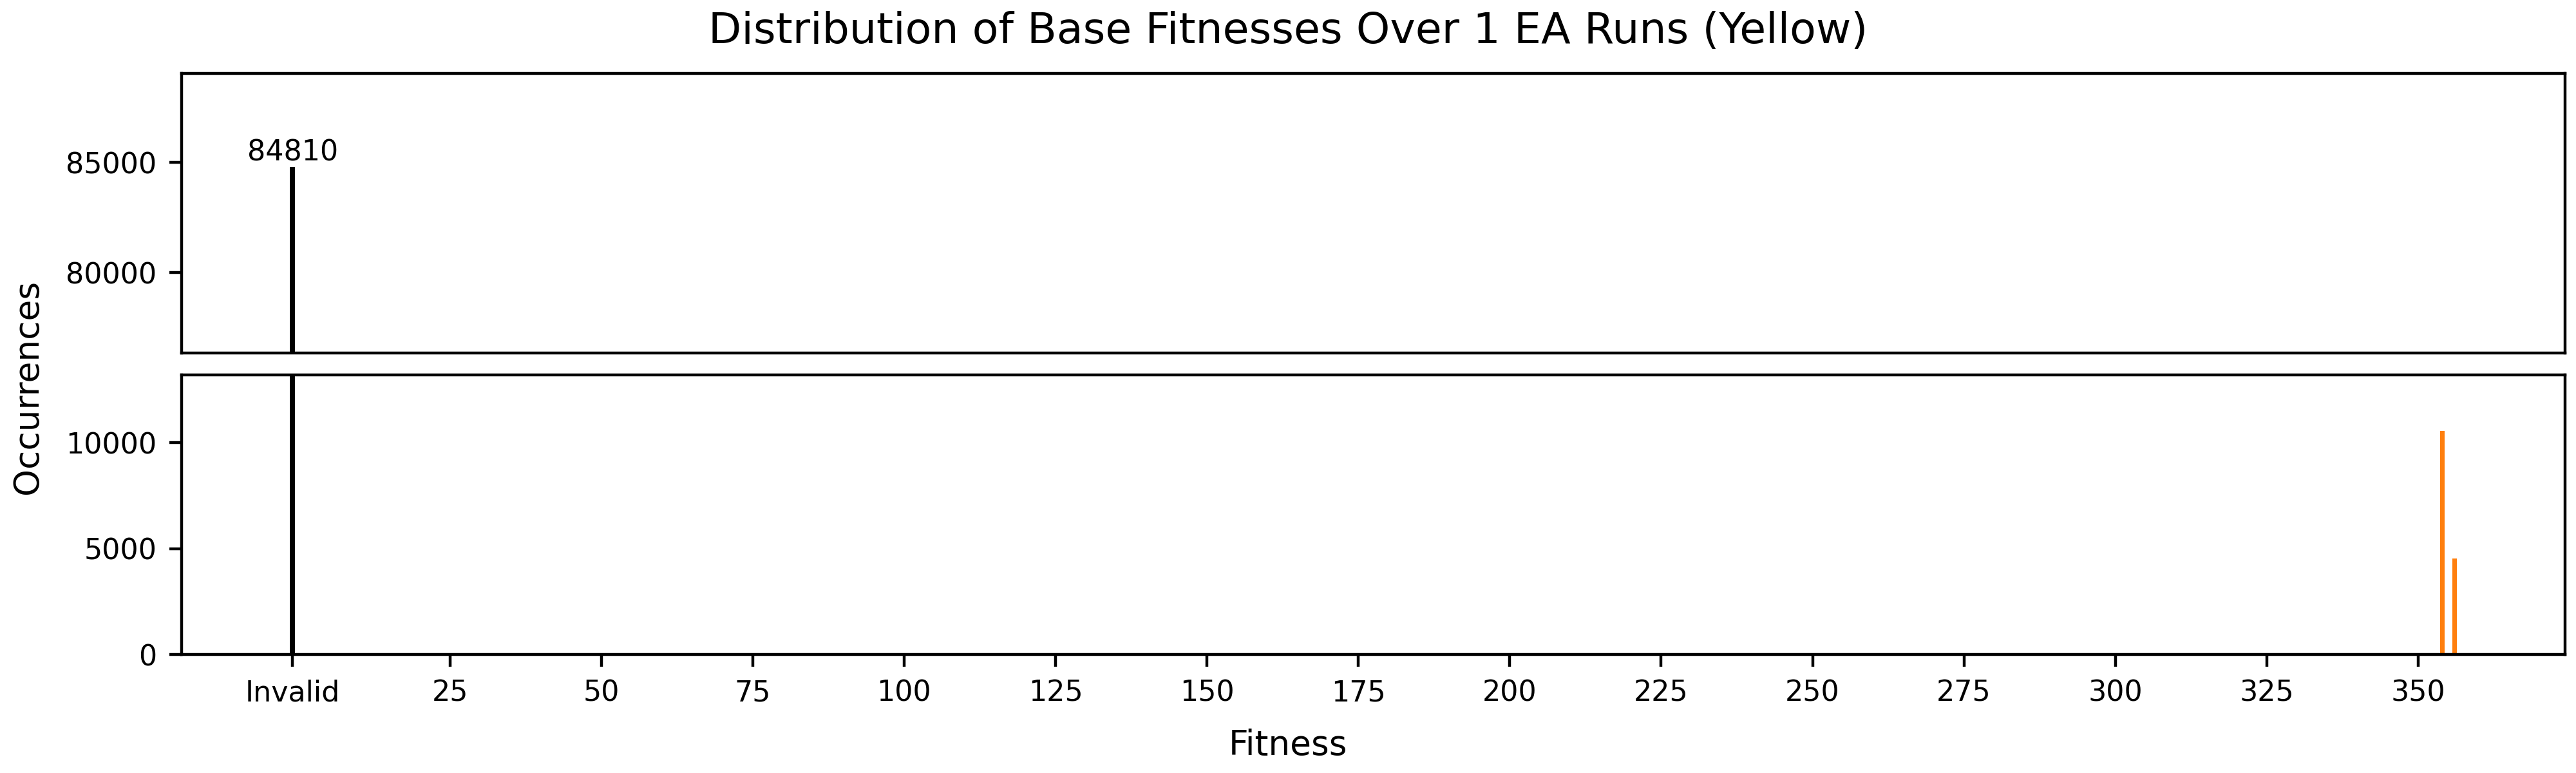 Distribution of Base Fitnesses Over 1 EA Runs (Yellow)
84810
85000
80000
Occurrences
10000
5000
0
Invalid 25 50 75 100 125 150 175 200 225 250 275 300 325 350
Fitness